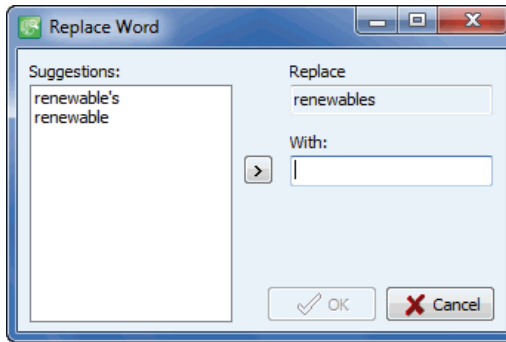 Replace Word
Suggestions:
renewable's
renewable
Replace
renewables
With:
>
OK
Cancel